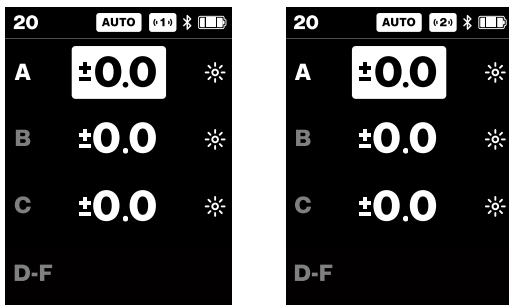 20 AUTO (1)
A ±0.0
B ±0.0
C ±0.0
D-F
20 AUTO (2)
A ±0.0
B ±0.0
C ±0.0
D-F